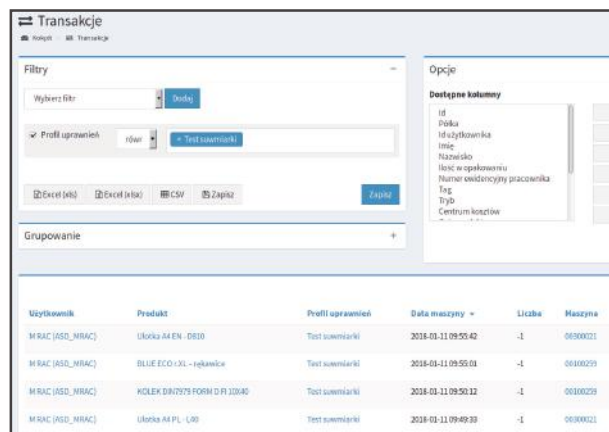 Transakcje
Kokpit Transakcje
Filtry
Wybierz filtr
Dodaj
Profil uprawnień
równ
× Test suwmiarki
Excel (xls) Excel (xlsx) CSV Zapisz
Zapisz
Grupowanie
Opcje
Dostępne kolumny
Id
Półka
Id użytkownika
Imię
Nazwisko
Ilość w opakowaniu
Numer ewidencyjny pracownika
Tag
Tryb
Centrum kosztów
Użytkownik Produkt Profil uprawnień Data maszyny Liczba Maszyna
M RAC (ASD_MRAC) Ulotka A4 EN - D810 Test suwmiarki 2018-01-11 09:55:42 -1 00300021
M RAC (ASD_MRAC) BLUE ECO r.XL – rękawice Test suwmiarki 2018-01-11 09:55:01 -1 00100259
M RAC (ASD_MRAC) KOLEK DIN7979 FORM D FI 10X40 Test suwmiarki 2018-01-11 09:50:12 -1 00100259
M RAC (ASD_MRAC) Ulotka A4 PL - L40 Test suwmiarki 2018-01-11 09:49:33 -1 00300021